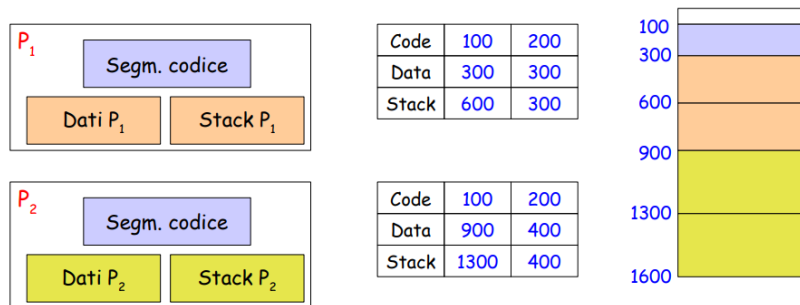 P1
Segm. codice
Dati P1
Stack P1
Code 100 200
Data 300 300
Stack 600 300
P2
Segm. codice
Dati P2
Stack P2
Code 100 200
Data 900 400
Stack 1300 400
100
300
600
900
1300
1600